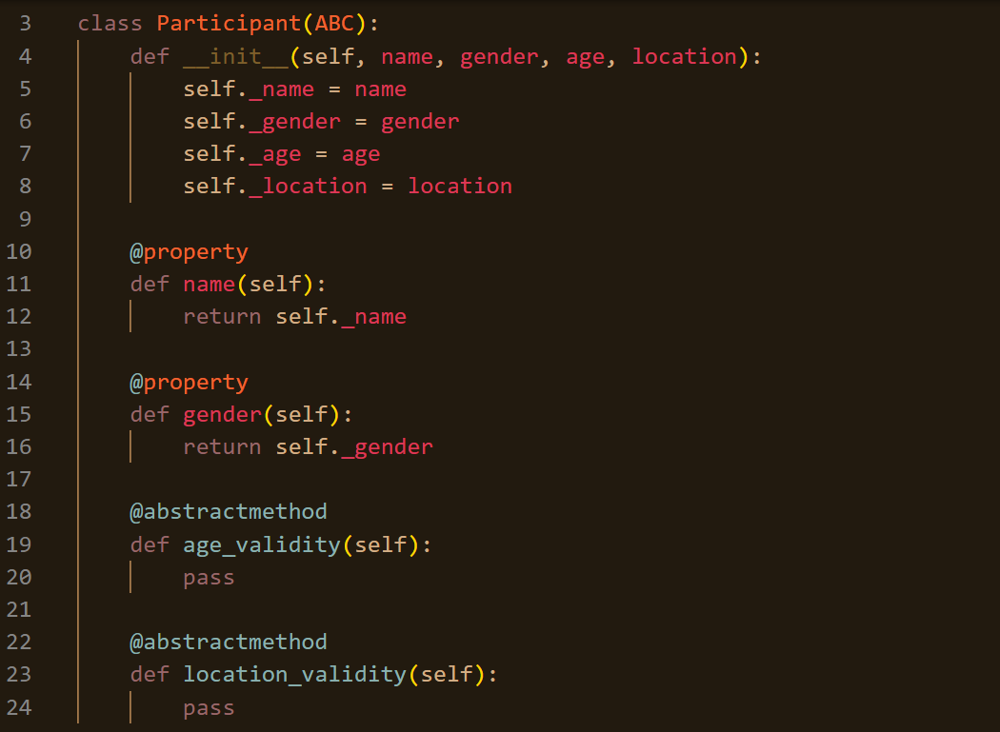 3 class Participant(ABC):
4     def __init__(self, name, gender, age, location):
5         self._name = name
6         self._gender = gender
7         self._age = age
8         self._location = location
9
10     @property
11     def name(self):
12         return self._name
13
14     @property
15     def gender(self):
16         return self._gender
17
18     @abstractmethod
19     def age_validity(self):
20         pass
21
22     @abstractmethod
23     def location_validity(self):
24         pass